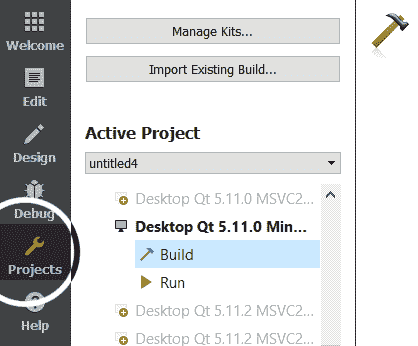 Welcome
Edit
Design
Debug
Projects
Help
Manage Kits...
Import Existing Build...
Active Project
untitled4
Desktop Qt 5.11.0 MSVC2...
Desktop Qt 5.11.0 Min...
Build
Run
Desktop Qt 5.11.2 MSVC2...
Desktop Qt 5.11.2 MSVC2...